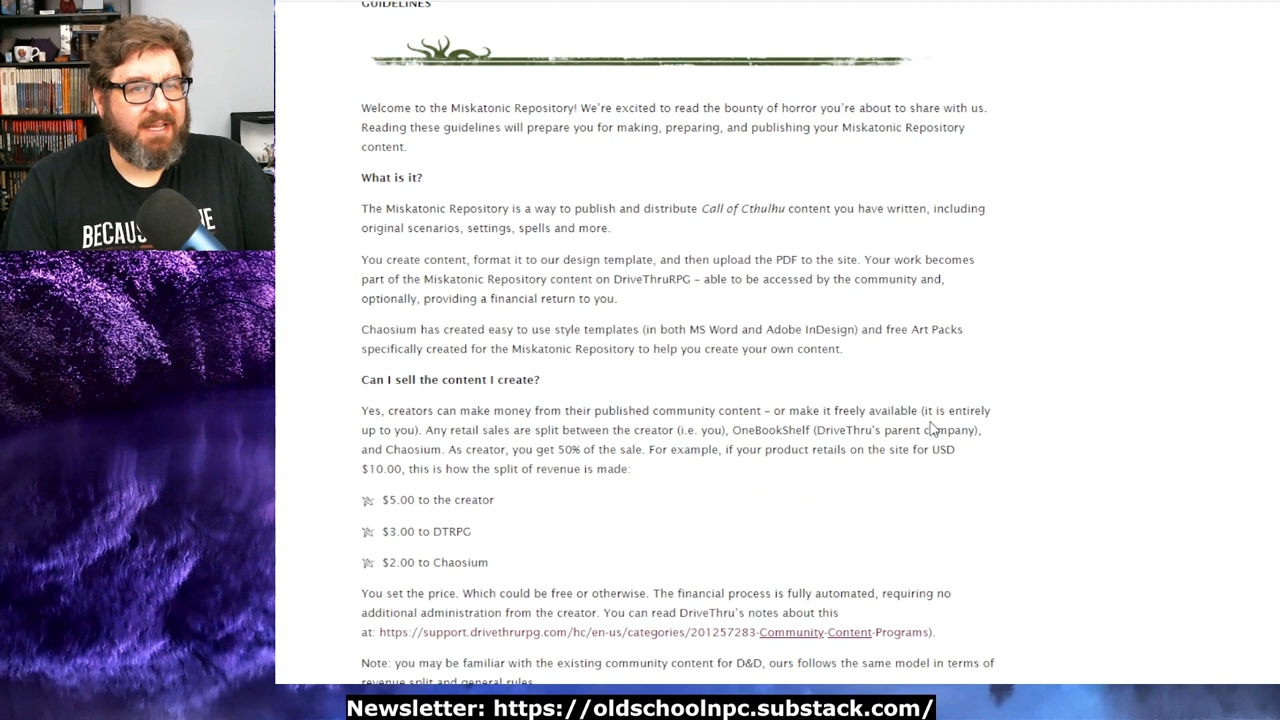 GUIDELINES
Welcome to the Miskatonic Repository! We're excited to read the bounty of horror you're about to share with us.
Reading these guidelines will prepare you for making, preparing, and publishing your Miskatonic Repository
content.
What is it?
The Miskatonic Repository is a way to publish and distribute Call of Cthulhu content you have written, including
original scenarios, settings, spells and more.
You create content, format it to our design template, and then upload the PDF to the site. Your work becomes
part of the Miskatonic Repository content on DriveThruRPG – able to be accessed by the community and,
optionally, providing a financial return to you.
Chaosium has created easy to use style templates (in both MS Word and Adobe InDesign) and free Art Packs
specifically created for the Miskatonic Repository to help you create your own content.
Can I sell the content I create?
Yes, creators can make money from their published community content – or make it freely available (it is entirely
up to you). Any retail sales are split between the creator (i.e. you), OneBookShelf (DriveThru's parent company),
and Chaosium. As creator, you get 50% of the sale. For example, if your product retails on the site for USD
$10.00, this is how the split of revenue is made:
$5.00 to the creator
$3.00 to DTRPG
$2.00 to Chaosium
You set the price. Which could be free or otherwise. The financial process is fully automated, requiring no
additional administration from the creator. You can read DriveThru's notes about this
at: https://support.drivethrurpg.com/hc/en-us/categories/201257283-Community-Content-Programs).
Note: you may be familiar with the existing community content for D&D, ours follows the same model in terms of
revenue split and general rules.
BECAU
Newsletter: https://oldschoolnpc.substack.com/